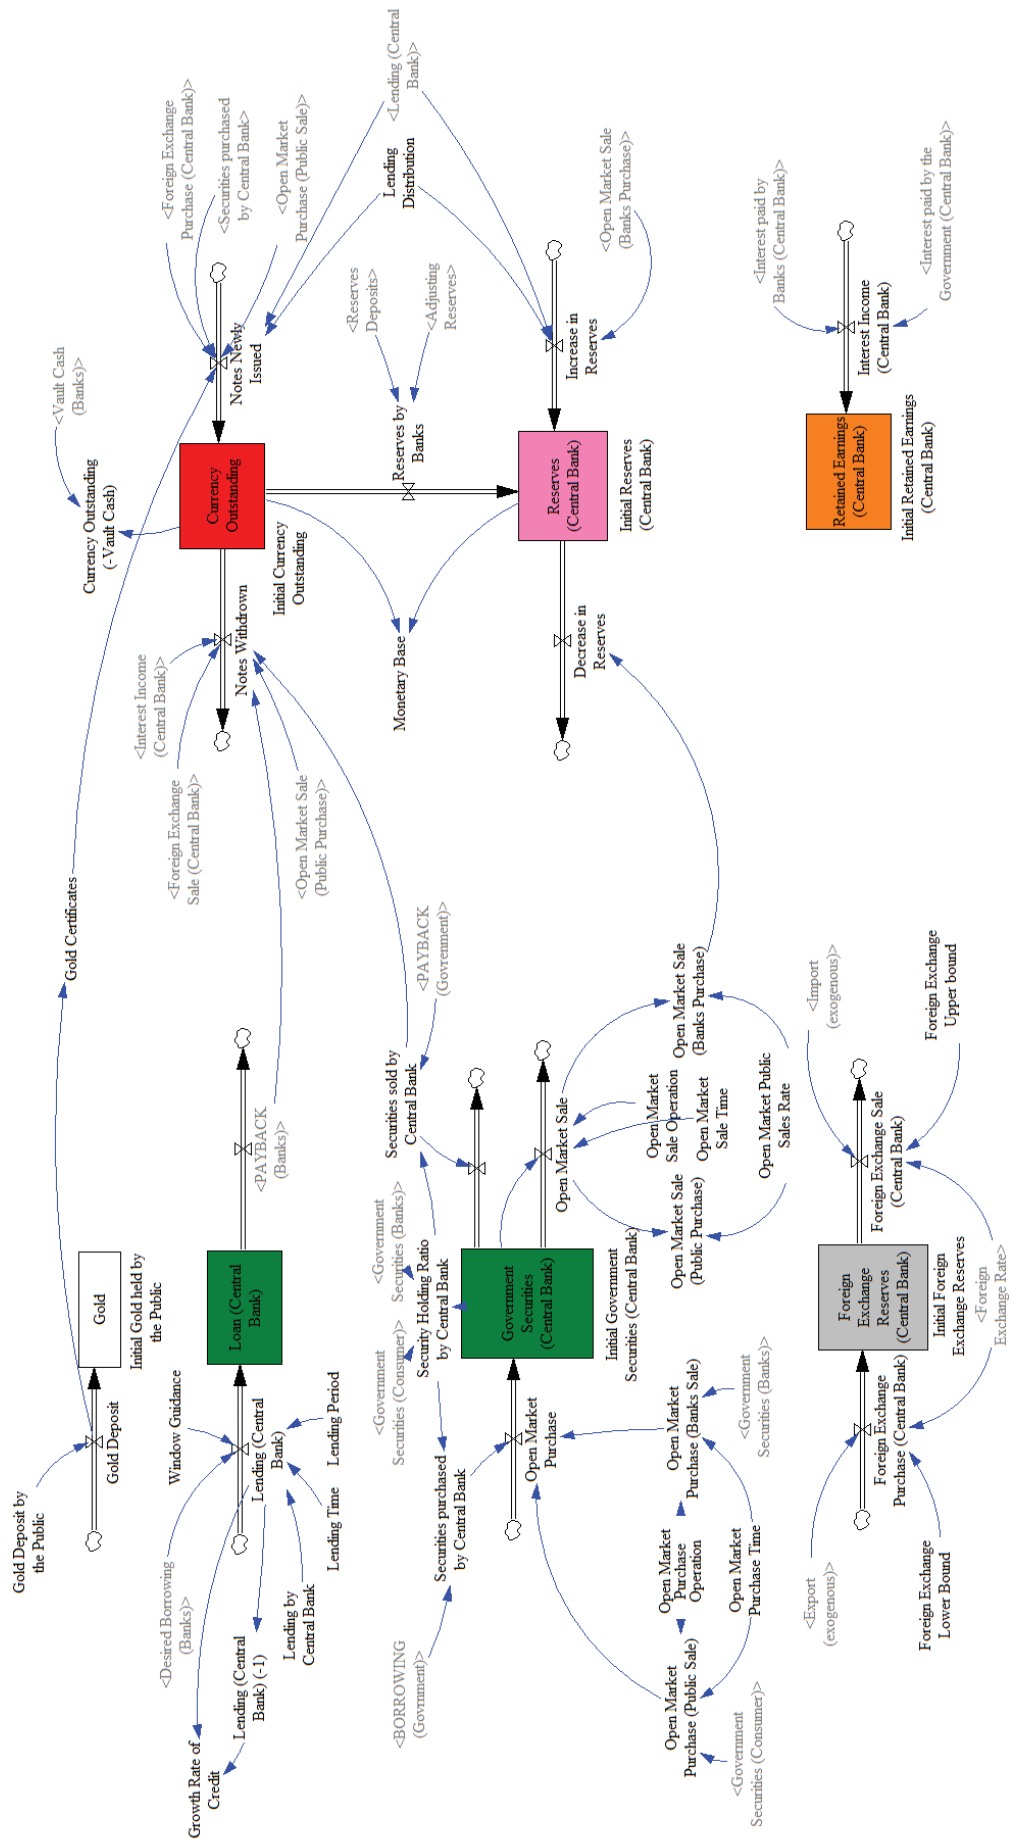 Gold Deposit by
the Public
Gold Deposit
Gold
Initial Gold held by
the Public
Gold Certificates
Currency Outstanding
(-Vault Cash)
<Vault Cash
(Banks)>
<Desired Borrowing
(Banks)>
Window Guidance
Growth Rate of
Credit
Lending (Central
Bank) (-1)
Lending (Central
Bank)
Lending by
Central Bank
Lending Time
Lending Period
Loan (Central
Bank)
<PAYBACK
(Banks)>
<Interest Income
(Central Bank)>
<Foreign Exchange
Sale (Central Bank)>
<Open Market Sale
(Public Purchase)>
Notes Withdrawn
Currency
Outstanding
Initial Currency
Outstanding
Notes Newly
Issued
<Foreign Exchange
Purchase (Central Bank)>
<Securities purchased
by Central Bank>
<Open Market
Purchase (Public Sale)>
<Lending (Central
Bank)>
Lending
Distribution
<Reserves
Deposits>
<Adjusting
Reserves>
Reserves by
Banks
Monetary Base
<BORROWING
(Govrnment)>
Securities purchased
by Central Bank
<Government
Securities (Consumer)>
<Government
Securities (Banks)>
Security Holding Ratio
by Central Bank
Securities sold by
Central Bank
<PAYBACK
(Govrenment)>
Open Market
Purchase
Government
Securities
(Central Bank)
Initial Government
Securities (Central Bank)
Open Market Sale
Decrease in
Reserves
Reserves
(Central Bank)
Initial Reserves
(Central Bank)
Increase in
Reserves
<Open Market Sale
(Banks Purchase)>
Open Market
Purchase (Public Sale)
Open Market
Purchase
Operation
Open Market
Purchase (Banks Sale)
Open Market
Purchase Time
<Government
Securities (Consumer)>
<Government
Securities (Banks)>
Open Market Sale
(Public Purchase)
Open Market
Sale Operation
Open Market
Sale Time
Open Market Sale
(Banks Purchase)
Open Market Public
Sales Rate
<Export
(exogenous)>
Foreign Exchange
Purchase (Central Bank)
Foreign Exchange
Lower Bound
Foreign
Exchange
Reserves
(Central Bank)
Initial Foreign
Exchange Reserves
<Foreign
Exchange Rate>
Foreign Exchange Sale
(Central Bank)
<Import
(exogenous)>
Foreign Exchange
Upper bound
Retained Earnings
(Central Bank)
Initial Retained Earnings
(Central Bank)
Interest Income
(Central Bank)
<Interest paid by
Banks (Central Bank)>
<Interest paid by the
Government (Central Bank)>